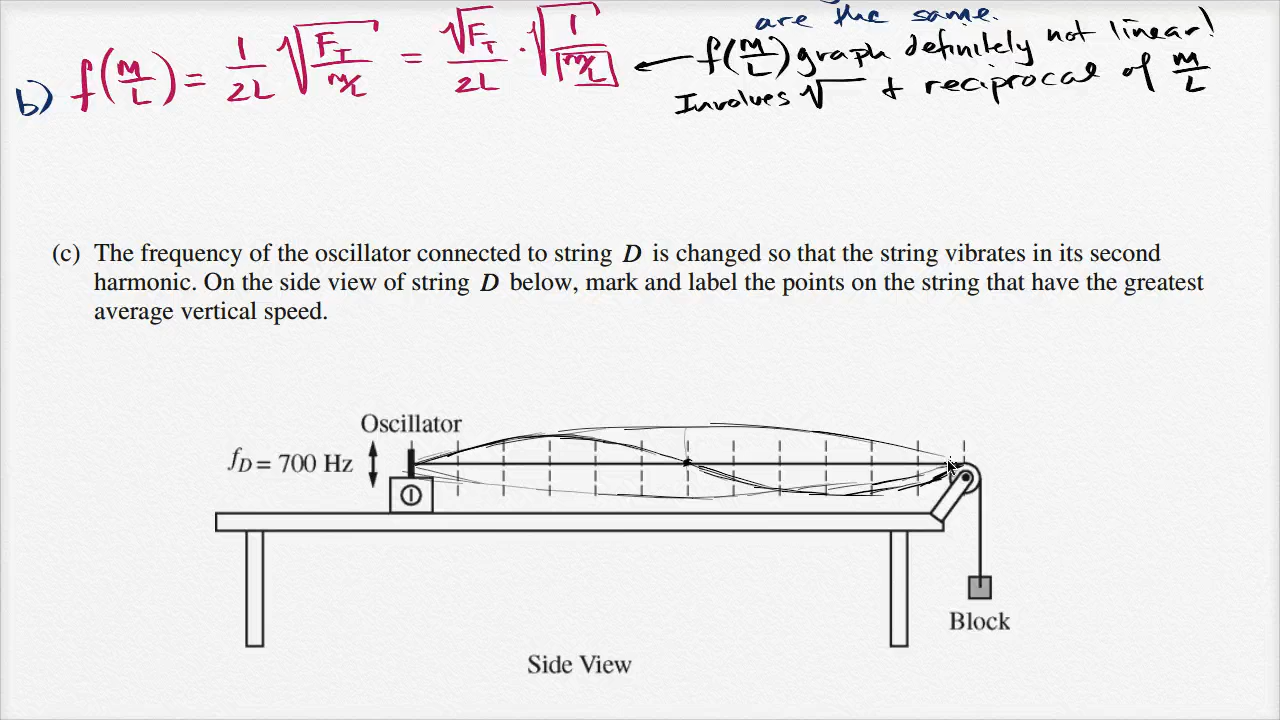 are the same.
b) f(m/L) = 1/2L √(F_T/m/L) = √F_T/2L · √(1/m/L) ← f(m/L) graph definitely not linear!
Involves √ + reciprocal of m/L
(c) The frequency of the oscillator connected to string D is changed so that the string vibrates in its second
harmonic. On the side view of string D below, mark and label the points on the string that have the greatest
average vertical speed.
Oscillator
f_D = 700 Hz
Block
Side View